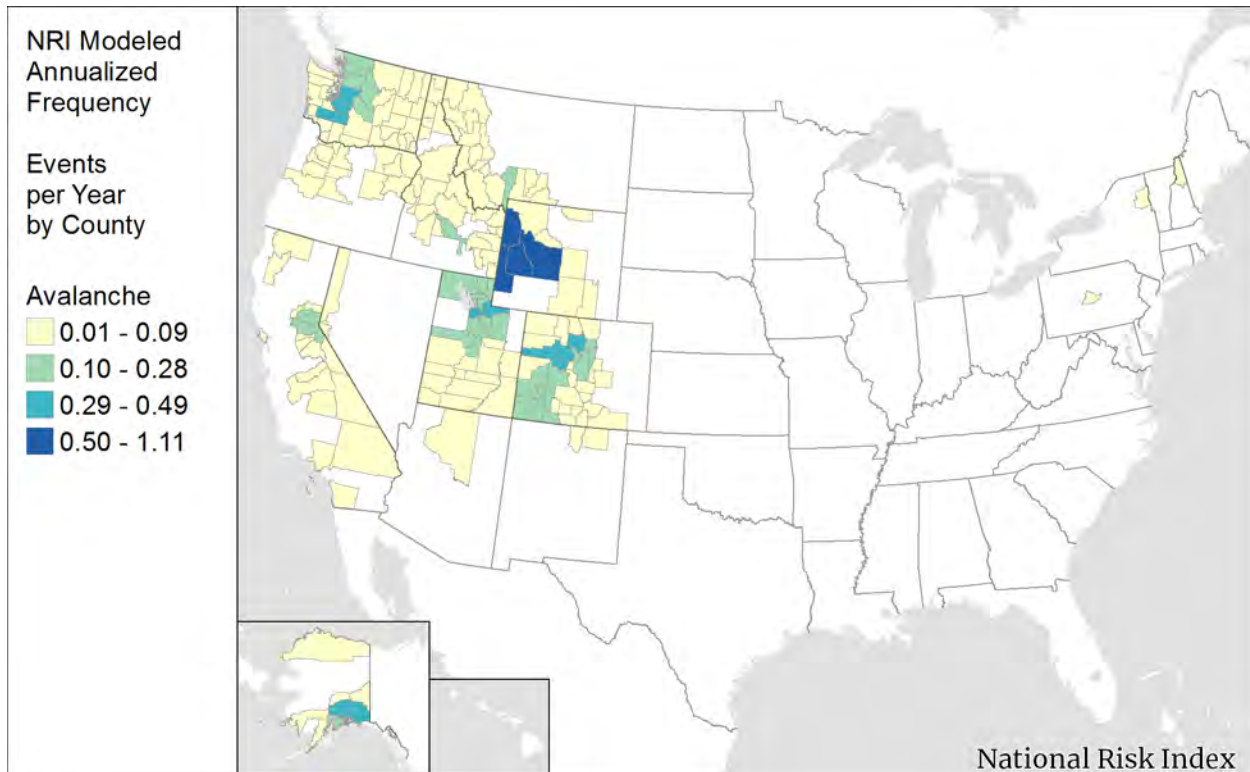 NRI Modeled
Annualized
Frequency
Events
per Year
by County
Avalanche
0.01 - 0.09
0.10 - 0.28
0.29 - 0.49
0.50 - 1.11
National Risk Index